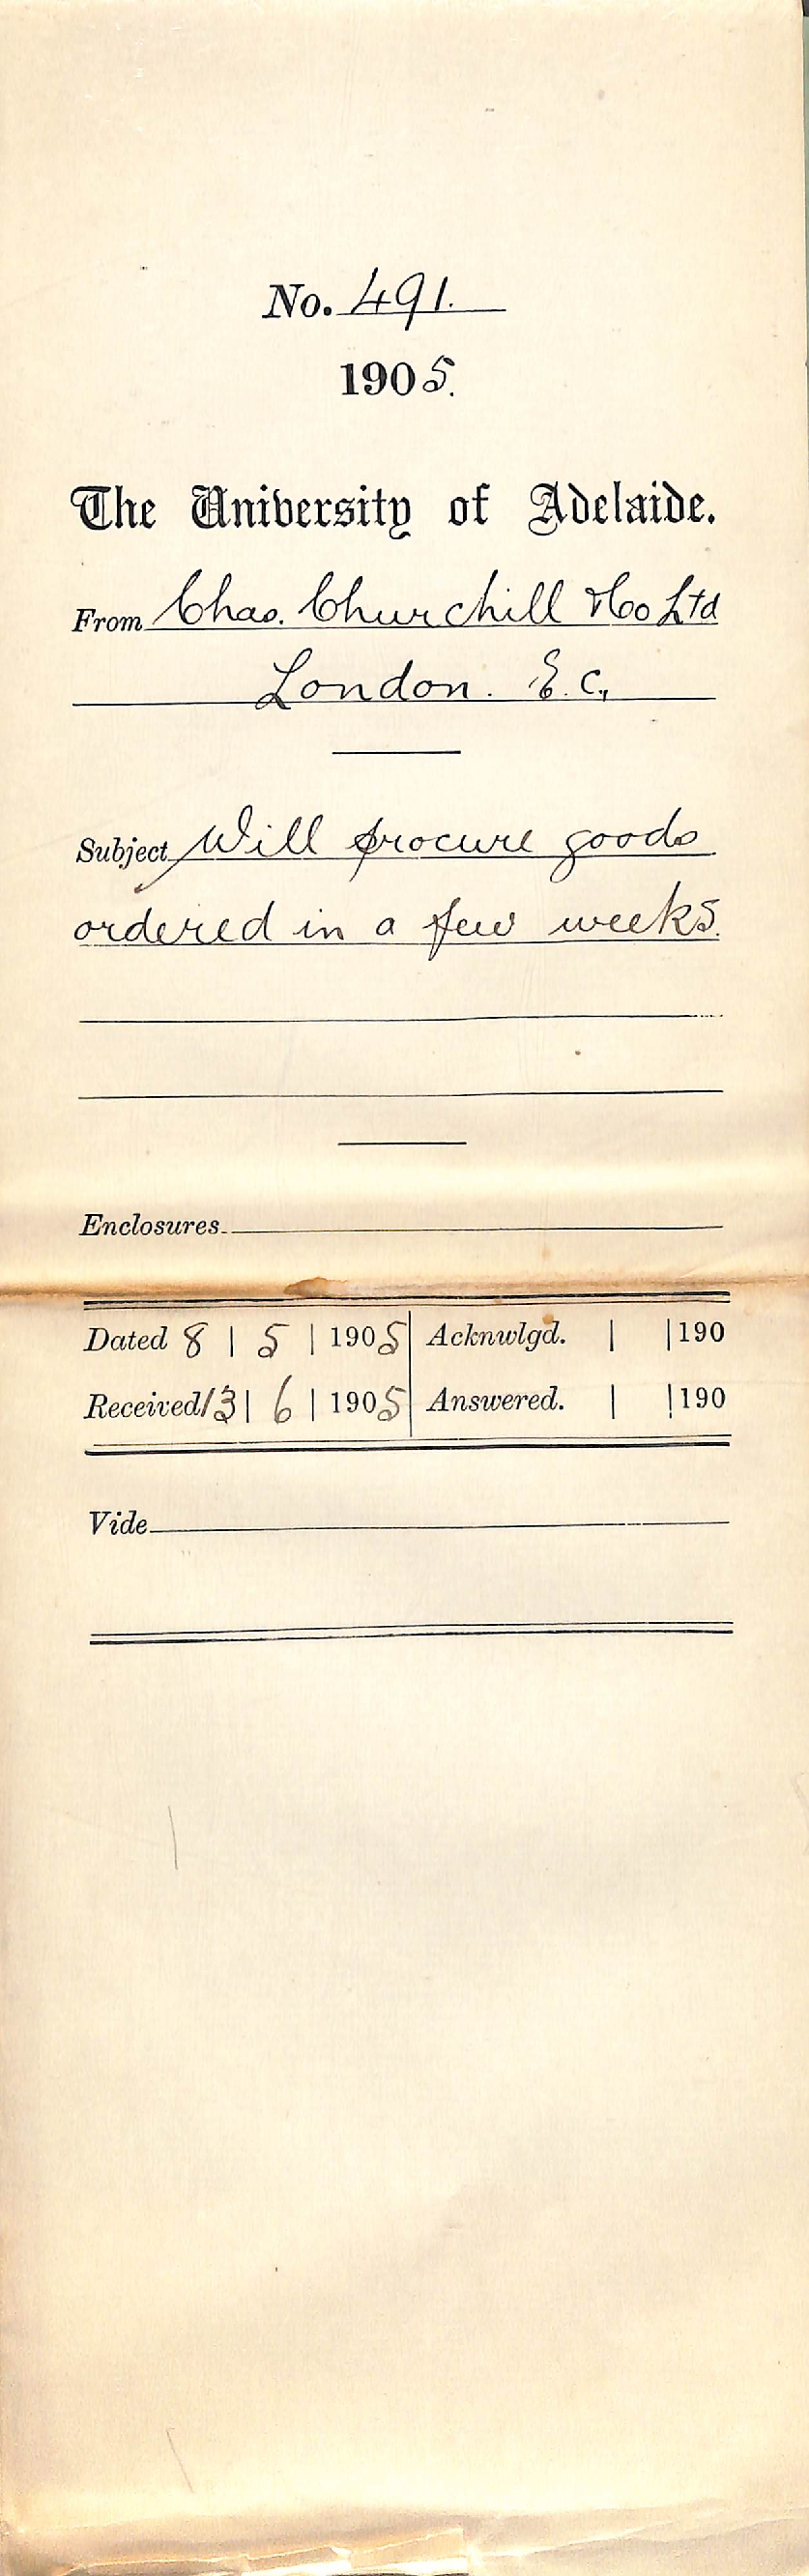 No. 491.
1905.
The University of Adelaide.
From Chas. Churchill & Co Ltd
London. E.C.
Subject Will procure goods
ordered in a few weeks.
Enclosures
Dated 8 | 5 | 1905 Acknwlgd. | | 190
Received 13 | 6 | 1905 Answered. | | 190
Vide